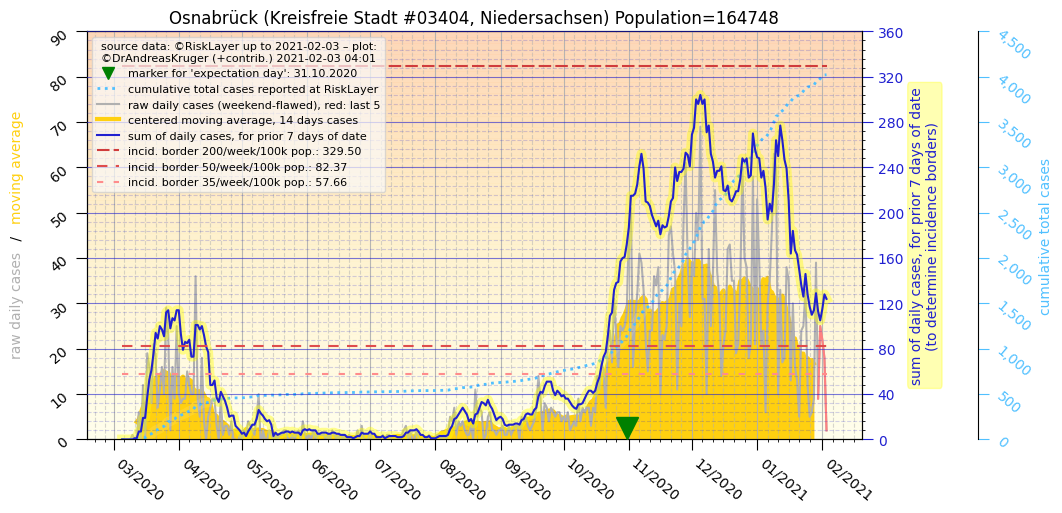 Osnabrück (Kreisfreie Stadt #03404, Niedersachsen) Population=164748
source data: ©RiskLayer up to 2021-02-03 – plot:
©DrAndreasKruger (+contrib.) 2021-02-03 04:01
marker for 'expectation day': 31.10.2020
cumulative total cases reported at RiskLayer
raw daily cases (weekend-flawed), red: last 5
centered moving average, 14 days cases
sum of daily cases, for prior 7 days of date
incid. border 200/week/100k pop.: 329.50
incid. border 50/week/100k pop.: 82.37
incid. border 35/week/100k pop.: 57.66
raw daily cases / moving average
90
80
70
60
50
40
30
20
10
0
03/2020
04/2020
05/2020
06/2020
07/2020
08/2020
09/2020
10/2020
11/2020
12/2020
01/2021
02/2021
360
320
280
240
200
160
120
80
40
0
sum of daily cases, for prior 7 days of date
(to determine incidence borders)
4,500
4,000
3,500
3,000
2,500
2,000
1,500
1,000
500
0
cumulative total cases